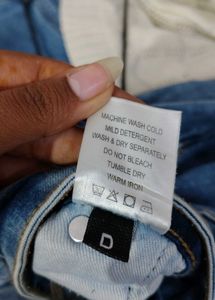 MACHINE WASH COLD
MILD DETERGENT
WASH & DRY SEPARATELY
DO NOT BLEACH
TUMBLE DRY
WARM IRON
D